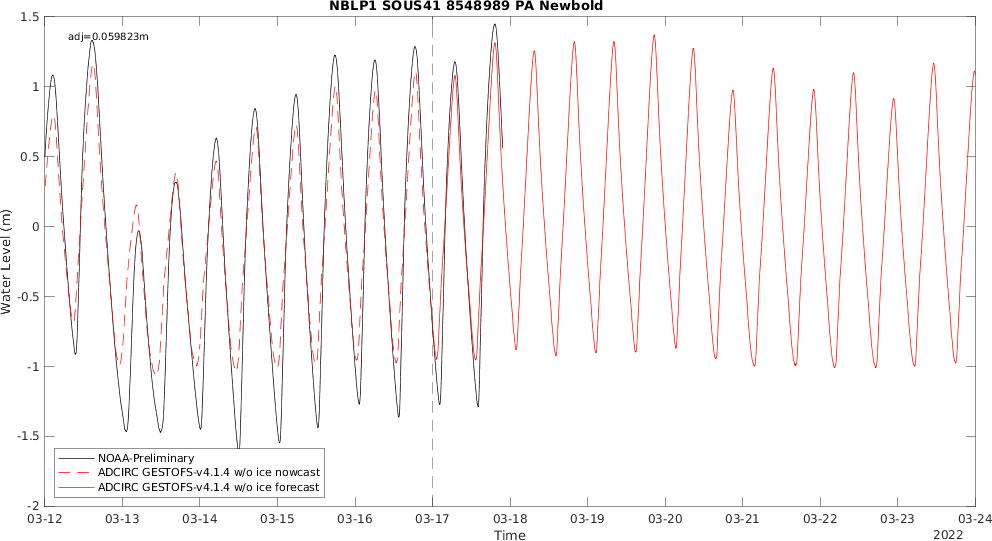 NBLP1 SOUS41 8548989 PA Newbold
adj=0.059823m
Water Level (m)
1.5
1
0.5
0
-0.5
-1
-1.5
-2
NOAA-Preliminary
ADCIRC GESTOFS-v4.1.4 w/o ice nowcast
ADCIRC GESTOFS-v4.1.4 w/o ice forecast
03-12 03-13 03-14 03-15 03-16 03-17 03-18 03-19 03-20 03-21 03-22 03-23 03-24
Time
2022